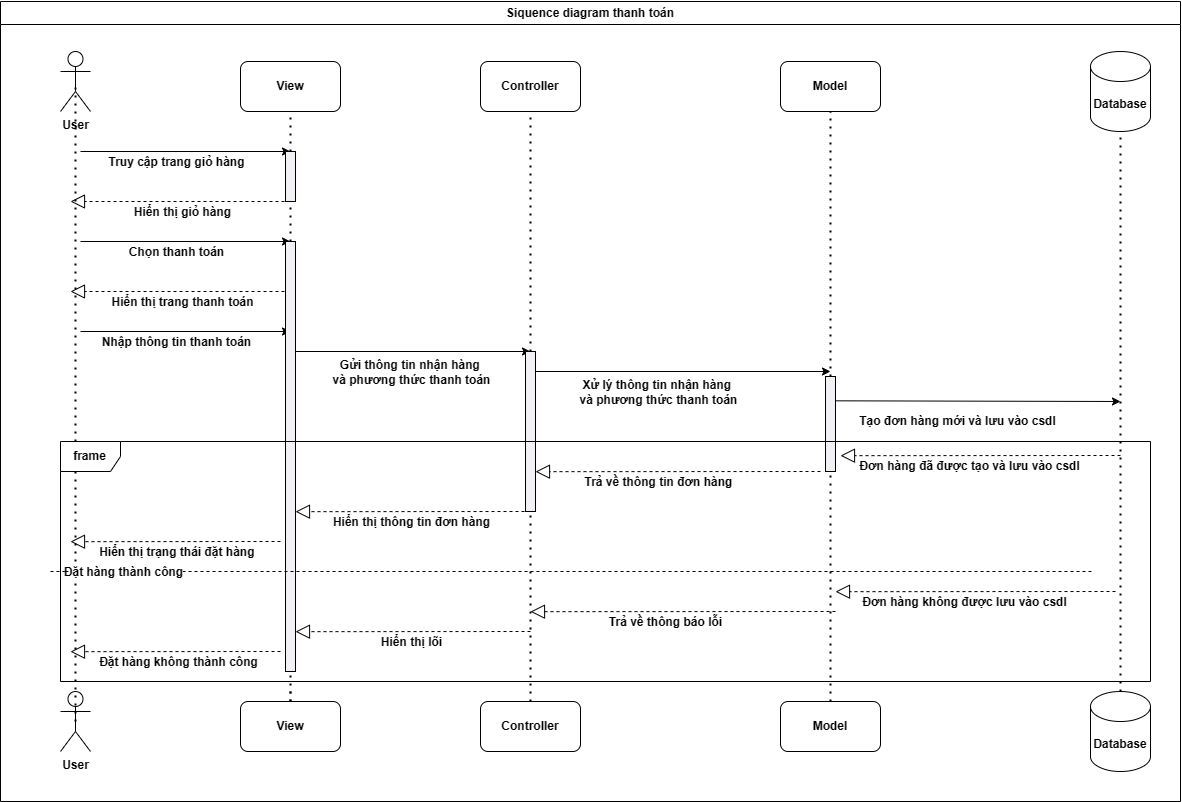 Siquence diagram thanh toán
User
View
Controller
Model
Database
Truy cập trang giỏ hàng
Hiển thị giỏ hàng
Chọn thanh toán
Hiển thị trang thanh toán
Nhập thông tin thanh toán
Gửi thông tin nhận hàng
và phương thức thanh toán
Xử lý thông tin nhận hàng
và phương thức thanh toán
Tạo đơn hàng mới và lưu vào csdl
frame
Đơn hàng đã được tạo và lưu vào csdl
Trả về thông tin đơn hàng
Hiển thị thông tin đơn hàng
Hiển thị trạng thái đặt hàng
Đặt hàng thành công
Đơn hàng không được lưu vào csdl
Trả về thông báo lỗi
Hiển thị lõi
Đặt hàng không thành công
User
View
Controller
Model
Database